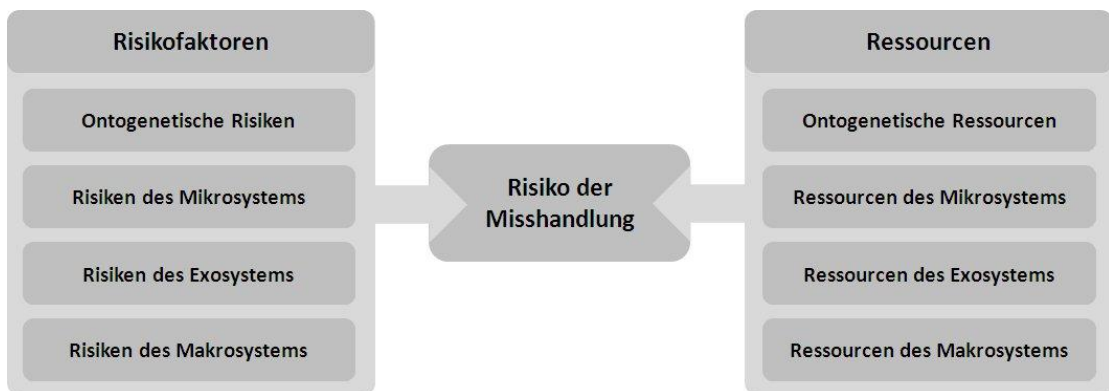 Risikofaktoren
Ontogenetische Risiken
Risiken des Mikrosystems
Risiken des Exosystems
Risiken des Makrosystems
Risiko der
Misshandlung
Ressourcen
Ontogenetische Ressourcen
Ressourcen des Mikrosystems
Ressourcen des Exosystems
Ressourcen des Makrosystems